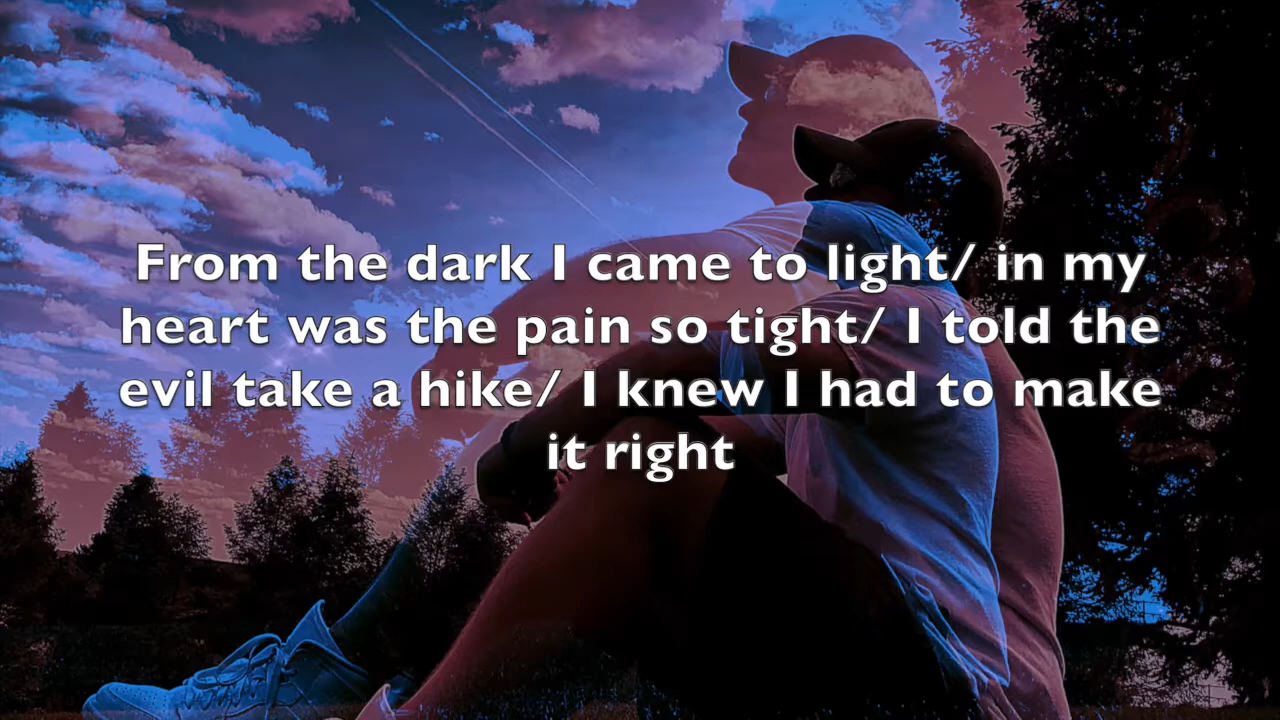 From the dark I came to light/ in my
heart was the pain so tight/ I told the
evil take a hike/ I knew I had to make
it right